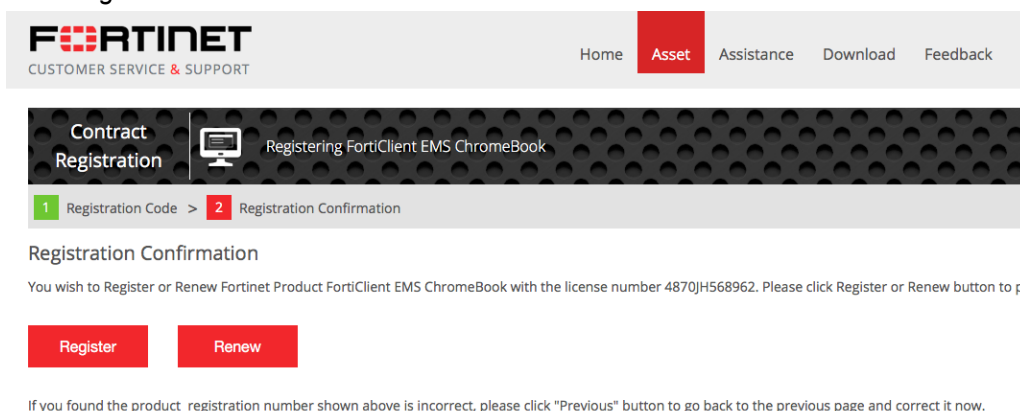 FORTINET
CUSTOMER SERVICE & SUPPORT
Home Asset Assistance Download Feedback
Contract
Registration
Registering FortiClient EMS ChromeBook
1 Registration Code > 2 Registration Confirmation
Registration Confirmation
You wish to Register or Renew Fortinet Product FortiClient EMS ChromeBook with the license number 4870JH568962. Please click Register or Renew button to
Register Renew
If you found the product registration number shown above is incorrect, please click "Previous" button to go back to the previous page and correct it now.